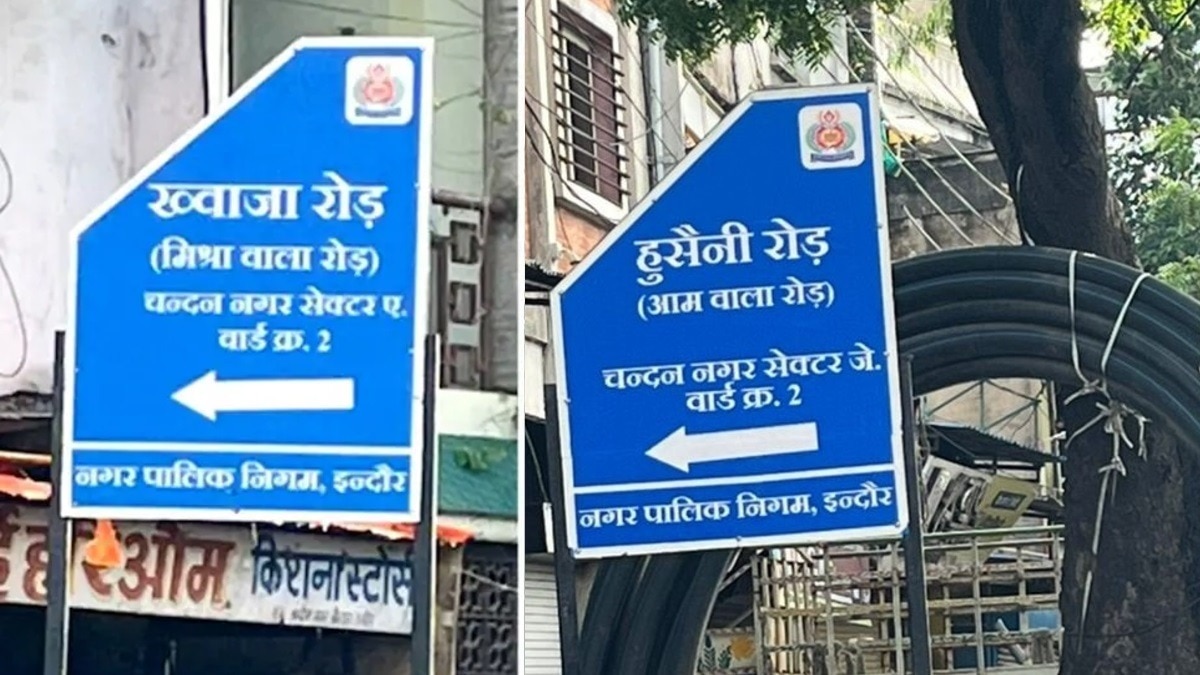 ख्वाजा रोड़
(मिश्रा वाला रोड़)
चन्दन नगर सेक्टर ए.
वार्ड क्र. 2
नगर पालिक निगम, इन्दौर
हरिओम
किराना स्टोर्स
हुसैनी रोड़
(आम वाला रोड़)
चन्दन नगर सेक्टर जे.
वार्ड क्र. 2
नगर पालिक निगम, इन्दौर